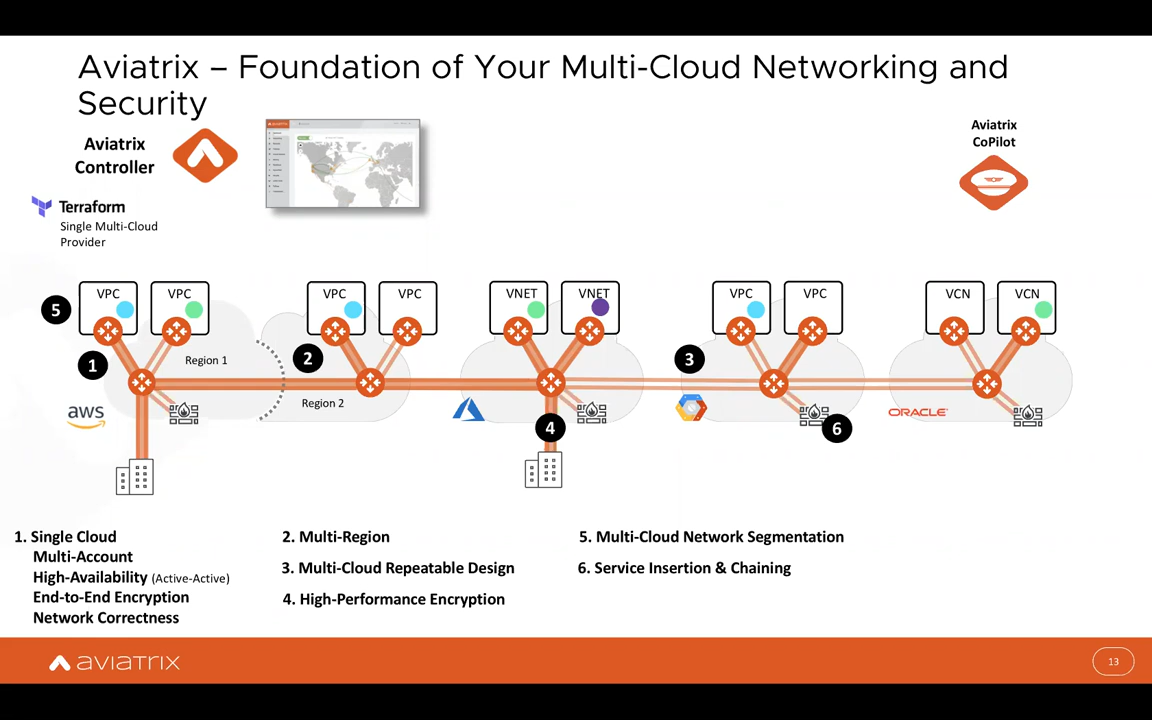 Aviatrix – Foundation of Your Multi-Cloud Networking and
Security
Aviatrix
Controller
Aviatrix
CoPilot
Terraform
Single Multi-Cloud
Provider
VPC
VPC
VPC
VPC
VNET
VNET
VPC
VPC
VCN
VCN
5
1
Region 1
2
Region 2
3
4
6
aws
ORACLE
1. Single Cloud
Multi-Account
High-Availability (Active-Active)
End-to-End Encryption
Network Correctness
2. Multi-Region
3. Multi-Cloud Repeatable Design
4. High-Performance Encryption
5. Multi-Cloud Network Segmentation
6. Service Insertion & Chaining
aviatrix
13